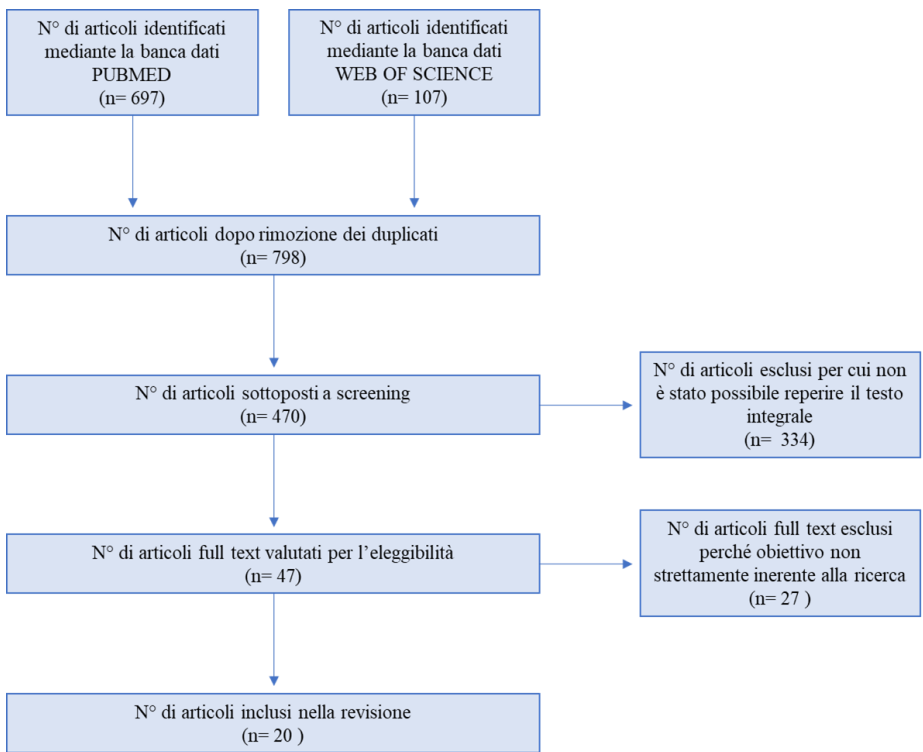 N° di articoli identificati
mediante la banca dati
PUBMED
(n= 697)
N° di articoli identificati
mediante la banca dati
WEB OF SCIENCE
(n= 107)
N° di articoli dopo rimozione dei duplicati
(n= 798)
N° di articoli sottoposti a screening
(n= 470)
N° di articoli esclusi per cui non
è stato possibile reperire il testo
integrale
(n=  334)
N° di articoli full text valutati per l’eleggibilità
(n= 47)
N° di articoli full text esclusi
perché obiettivo non
strettamente inerente alla ricerca
(n= 27 )
N° di articoli inclusi nella revisione
(n= 20 )